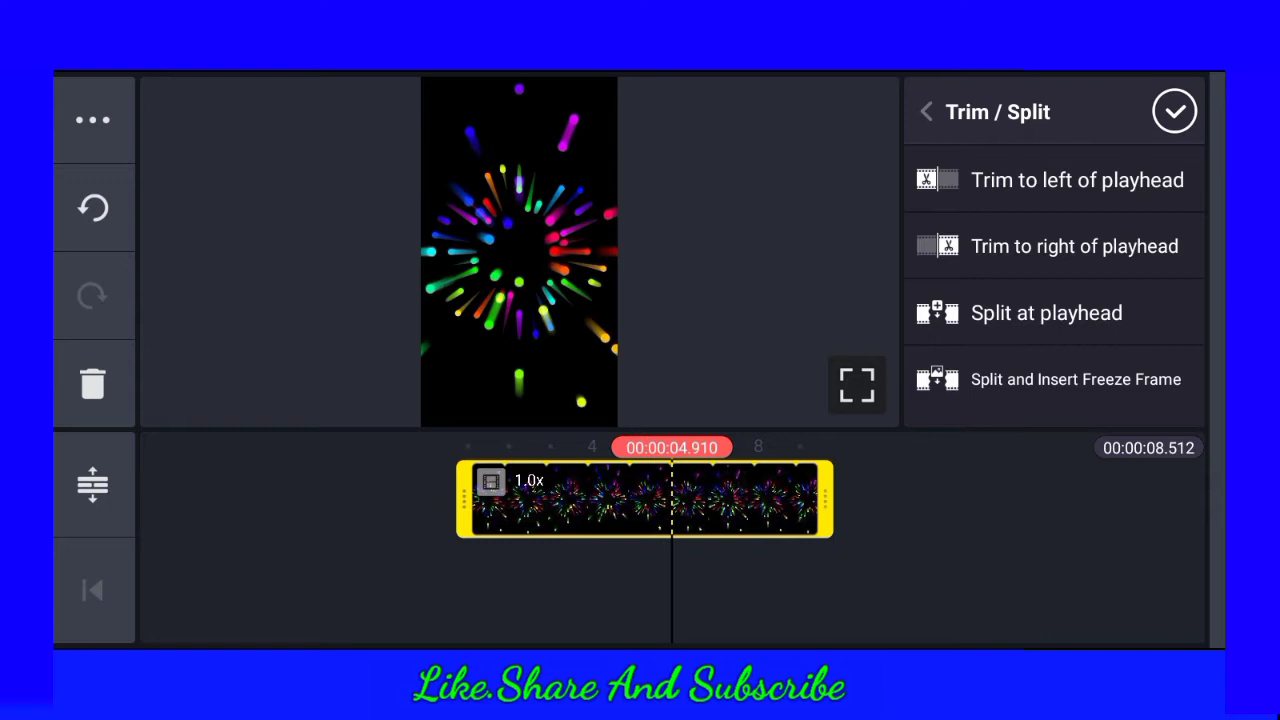 Trim / Split
Trim to left of playhead
Trim to right of playhead
Split at playhead
Split and Insert Freeze Frame
4
00:00:04.910
8
00:00:08.512
1.0x
Like.Share And Subscribe